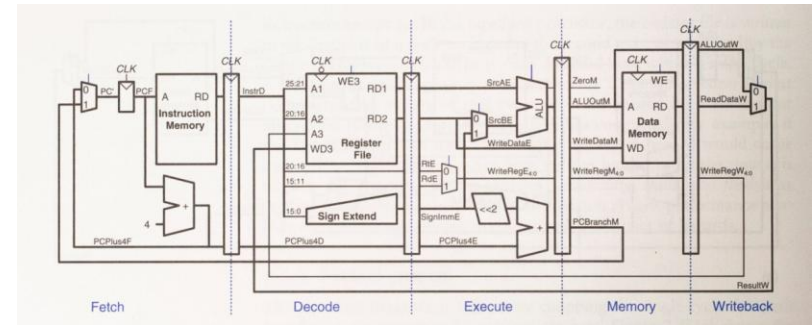 CLK
CLK
CLK
CLK
CLK
CLK
CLK
ALUOutW
0
1
PC'
PCF
A RD
Instruction
Memory
InstrD
25:21
20:16
A1
A2
A3
WD3
WE3
RD1
RD2
Register
File
SrcAE
0
1
SrcBE
ALU
ZeroM
ALUOutM
WE
A RD
Data
Memory
WD
ReadDataW
0
1
WriteDataE
WriteDataM
20:16
15:11
RtE
RdE
0
1
WriteRegE4:0
WriteRegM4:0
WriteRegW4:0
15:0
Sign Extend
SignImmE
<<2
+
4
+
PCBranchM
PCPlus4F
PCPlus4D
PCPlus4E
ResultW
Fetch
Decode
Execute
Memory
Writeback